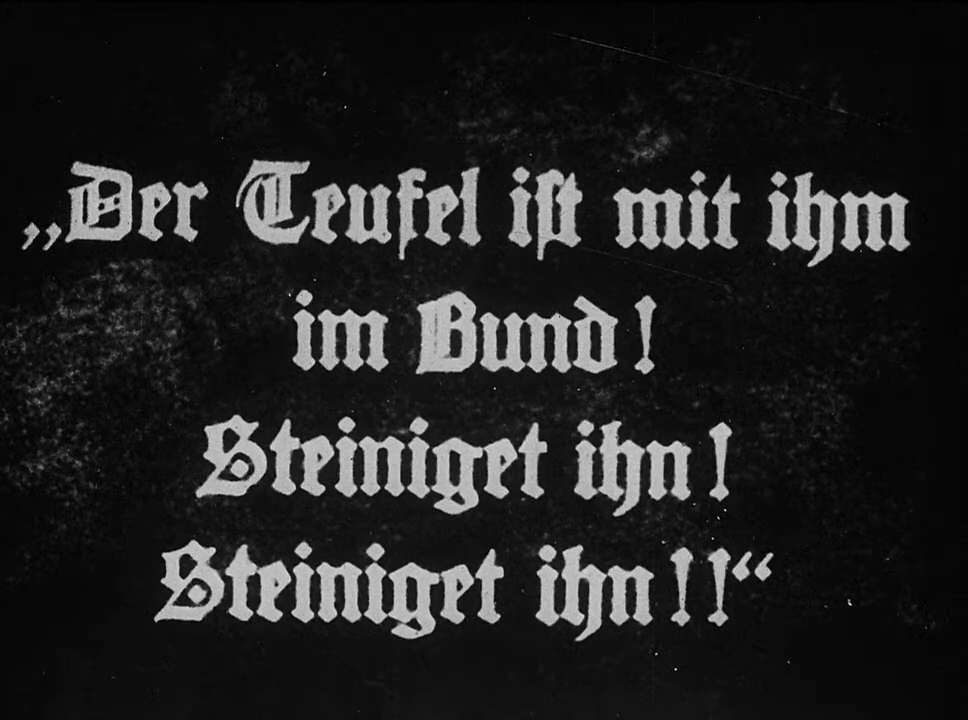 „Der Teufel ist mit ihm
im Bund!
Steiniget ihn!
Steiniget ihn!!“